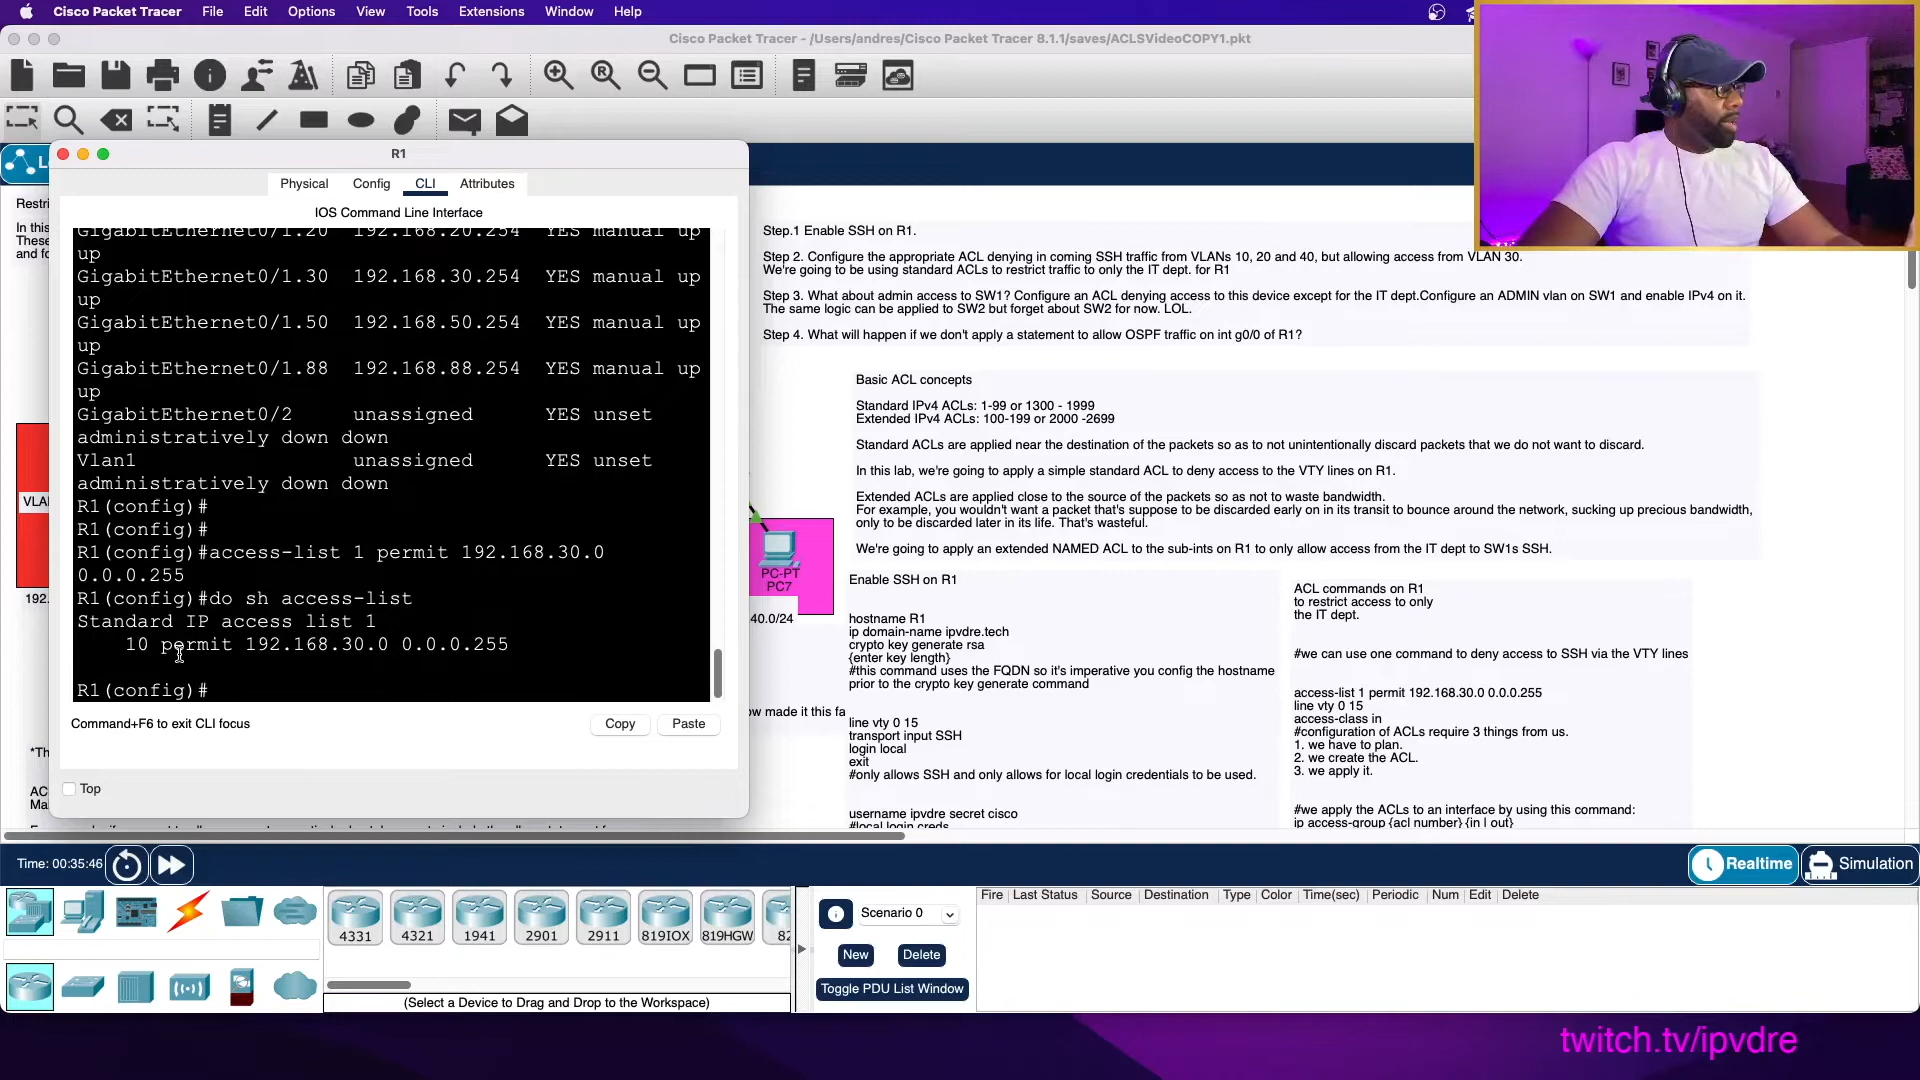 Cisco Packet Tracer File Edit Options View Tools Extensions Window Help
Cisco Packet Tracer - /Users/andres/Cisco Packet Tracer 8.1.1/saves/ACLSVideoCOPY1.pkt
R1
Physical Config CLI Attributes
IOS Command Line Interface
GigabitEthernet0/1.20 192.168.20.254 YES manual up
up
GigabitEthernet0/1.30 192.168.30.254 YES manual up
up
GigabitEthernet0/1.50 192.168.50.254 YES manual up
up
GigabitEthernet0/1.88 192.168.88.254 YES manual up
up
GigabitEthernet0/2 unassigned YES unset
administratively down down
Vlan1 unassigned YES unset
administratively down down
R1(config)#
R1(config)#
R1(config)#access-list 1 permit 192.168.30.0
0.0.0.255
R1(config)#do sh access-list
Standard IP access list 1
10 permit 192.168.30.0 0.0.0.255
R1(config)#
Command+F6 to exit CLI focus
Copy Paste
Top
Restri
In this
These
and fo
VLA
192.
*Th
AC
Ma
Step.1 Enable SSH on R1.
Step 2. Configure the appropriate ACL denying in coming SSH traffic from VLANs 10, 20 and 40, but allowing access from VLAN 30.
We're going to be using standard ACLs to restrict traffic to only the IT dept. for R1
Step 3. What about admin access to SW1? Configure an ACL denying access to this device except for the IT dept.Configure an ADMIN vlan on SW1 and enable IPv4 on it.
The same logic can be applied to SW2 but forget about SW2 for now. LOL.
Step 4. What will happen if we don't apply a statement to allow OSPF traffic on int g0/0 of R1?
Basic ACL concepts
Standard IPv4 ACLs: 1-99 or 1300 - 1999
Extended IPv4 ACLs: 100-199 or 2000 -2699
Standard ACLs are applied near the destination of the packets so as to not unintentionally discard packets that we do not want to discard.
In this lab, we're going to apply a simple standard ACL to deny access to the VTY lines on R1.
Extended ACLs are applied close to the source of the packets so as not to waste bandwidth.
For example, you wouldn't want a packet that's suppose to be discarded early on in its transit to bounce around the network, sucking up precious bandwidth,
only to be discarded later in its life. That's wasteful.
We're going to apply an extended NAMED ACL to the sub-ints on R1 to only allow access from the IT dept to SW1s SSH.
PC-PT
PC7
40.0/24
ow made it this fa
Enable SSH on R1
hostname R1
ip domain-name ipvdre.tech
crypto key generate rsa
{enter key length}
#this command uses the FQDN so it's imperative you config the hostname
prior to the crypto key generate command
line vty 0 15
transport input SSH
login local
exit
#only allows SSH and only allows for local login credentials to be used.
username ipvdre secret cisco
#local login creds
ACL commands on R1
to restrict access to only
the IT dept.
#we can use one command to deny access to SSH via the VTY lines
access-list 1 permit 192.168.30.0 0.0.0.255
line vty 0 15
access-class in
#configuration of ACLs require 3 things from us.
1. we have to plan.
2. we create the ACL.
3. we apply it.
#we apply the ACLs to an interface by using this command:
ip access-group {acl number} {in | out}
Time: 00:35:46
Realtime Simulation
4331 4321 1941 2901 2911 819IOX 819HGW 82
(Select a Device to Drag and Drop to the Workspace)
Scenario 0
New Delete
Toggle PDU List Window
Fire Last Status Source Destination Type Color Time(sec) Periodic Num Edit Delete
twitch.tv/ipvdre